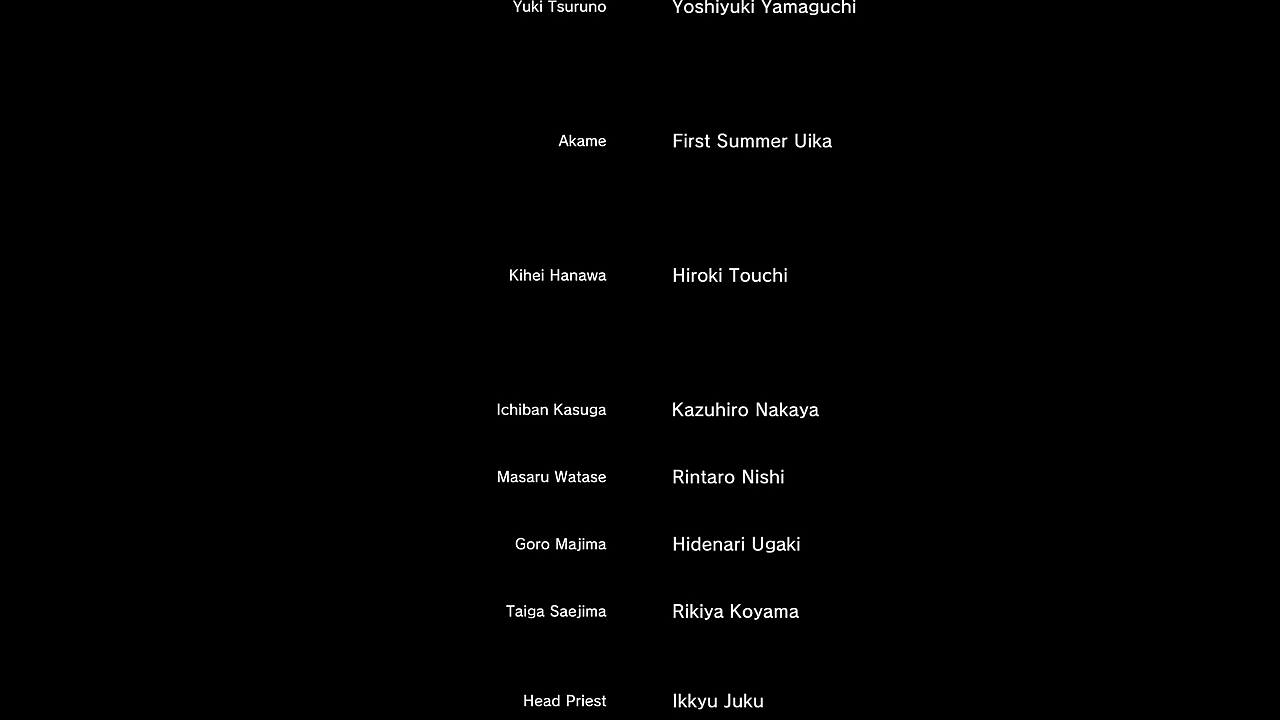 Yuki Tsuruno Yoshiyuki Yamaguchi
Akame First Summer Uika
Kihei Hanawa Hiroki Touchi
Ichiban Kasuga Kazuhiro Nakaya
Masaru Watase Rintaro Nishi
Goro Majima Hidenari Ugaki
Taiga Saejima Rikiya Koyama
Head Priest Ikkyu Juku